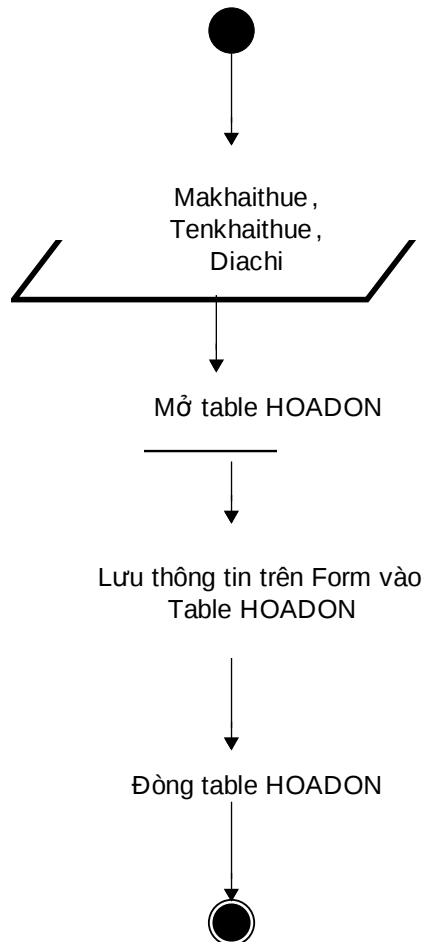 Makhaithue,
Tenkhaithue,
Diachi
Mở table HOADON
Lưu thông tin trên Form vào
Table HOADON
Đòng table HOADON